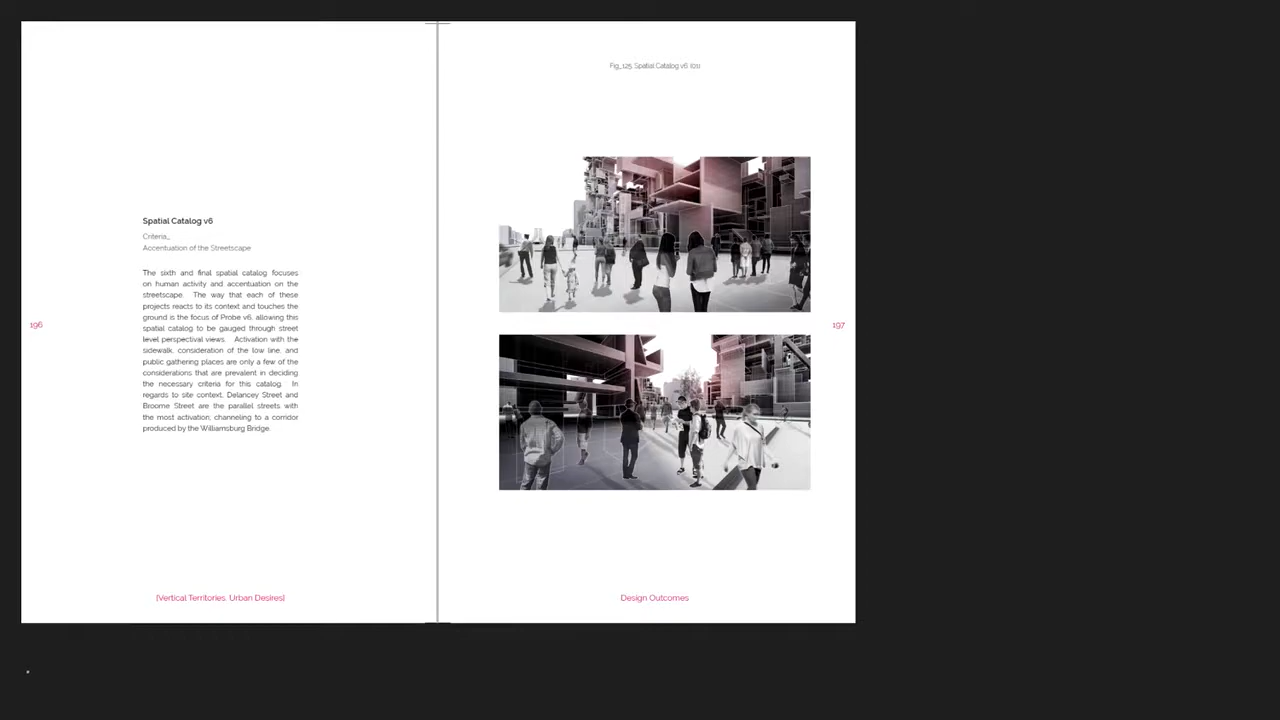 Fig_125. Spatial Catalog v6 (01)
Spatial Catalog v6
Criteria_
Accentuation of the Streetscape
The sixth and final spatial catalog focuses
on human activity and accentuation on the
streetscape. The way that each of these
projects reacts to its context and touches the
ground is the focus of Probe v6, allowing this
spatial catalog to be gauged through street
level perspectival views. Activation with the
sidewalk, consideration of the low line, and
public gathering places are only a few of the
considerations that are prevalent in deciding
the necessary criteria for this catalog. In
regards to site context, Delancey Street and
Broome Street are the parallel streets with
the most activation; channeling to a corridor
produced by the Williamsburg Bridge.
196
197
[Vertical Territories. Urban Desires]
Design Outcomes